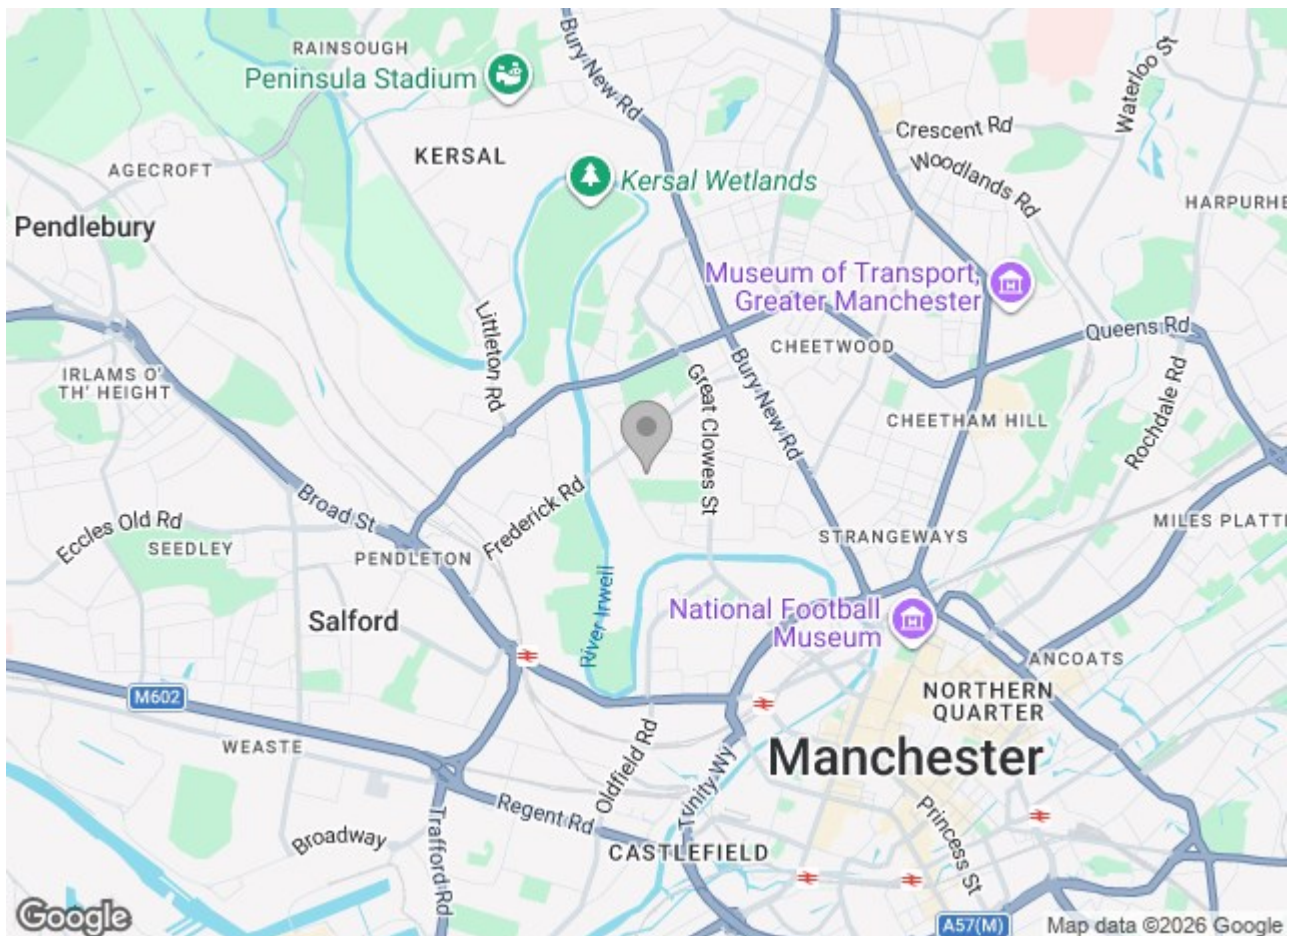 RAINSOUGH
Peninsula Stadium
Bury New Rd
Waterloo St
Crescent Rd
AGECROFT
KERSAL
Woodlands Rd
Kersal Wetlands
HARPURHE
Pendlebury
Museum of Transport,
Greater Manchester
Littleton Rd
Queens Rd
CHEETWOOD
IRLAMS O'
TH' HEIGHT
Great Clowes St
Bury New Rd
CHEETHAM HILL
Rochdale Rd
Broad St
Frederick Rd
Eccles Old Rd
SEEDLEY
PENDLETON
STRANGEWAYS
MILES PLATTI
River Irwell
National Football
Museum
Salford
ANCOATS
M602
NORTHERN
QUARTER
WEASTE
Oldfield Rd
Trinity Wy
Manchester
Regent Rd
Broadway
Trafford Rd
Princess St
CASTLEFIELD
Google
A57(M)
Map data ©2026 Google